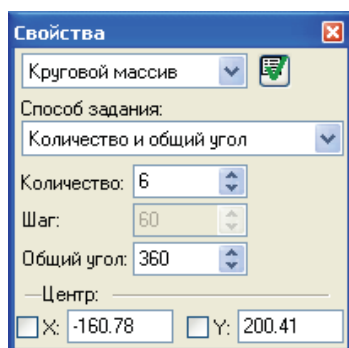 Свойства
Круговой массив
Способ задания:
Количество и общий угол
Количество: 6
Шаг: 60
Общий угол: 360
Центр:
X: -160.78 Y: 200.41